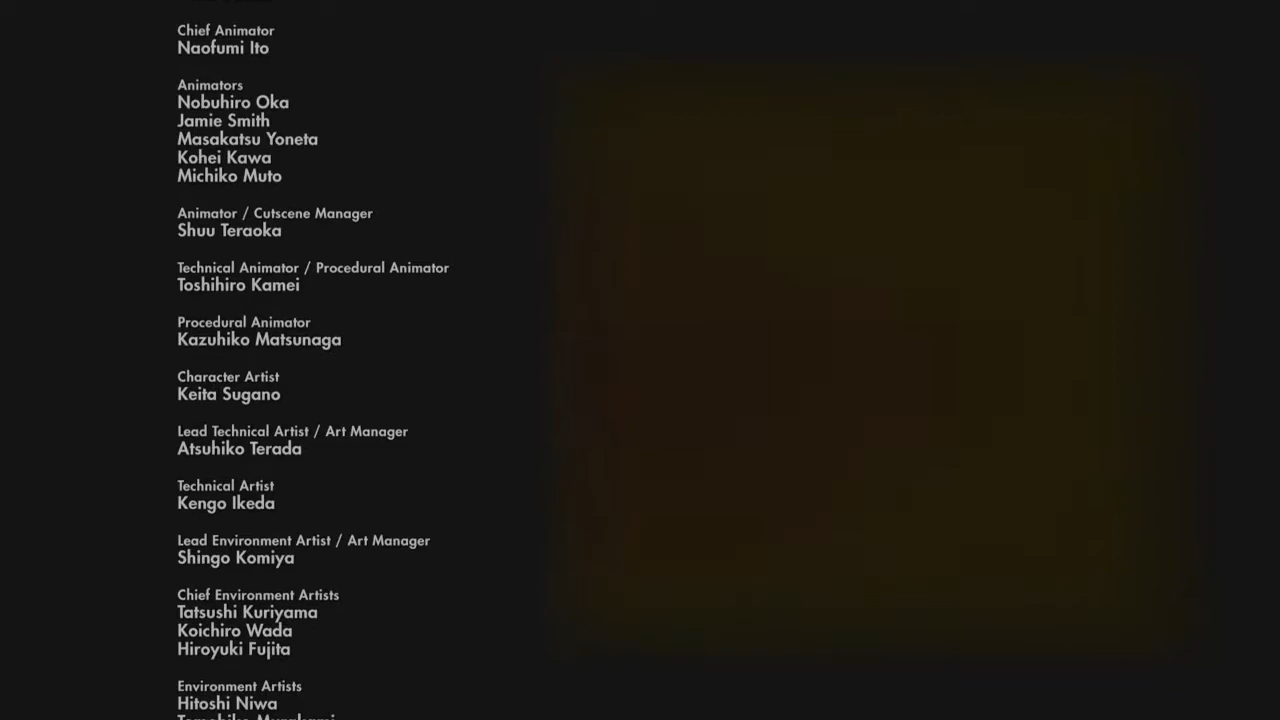 Chief Animator
Naofumi Ito
Animators
Nobuhiro Oka
Jamie Smith
Masakatsu Yoneta
Kohei Kawa
Michiko Muto
Animator / Cutscene Manager
Shuu Teraoka
Technical Animator / Procedural Animator
Toshihiro Kamei
Procedural Animator
Kazuhiko Matsunaga
Character Artist
Keita Sugano
Lead Technical Artist / Art Manager
Atsuhiko Terada
Technical Artist
Kengo Ikeda
Lead Environment Artist / Art Manager
Shingo Komiya
Chief Environment Artists
Tatsushi Kuriyama
Koichiro Wada
Hiroyuki Fujita
Environment Artists
Hitoshi Niwa